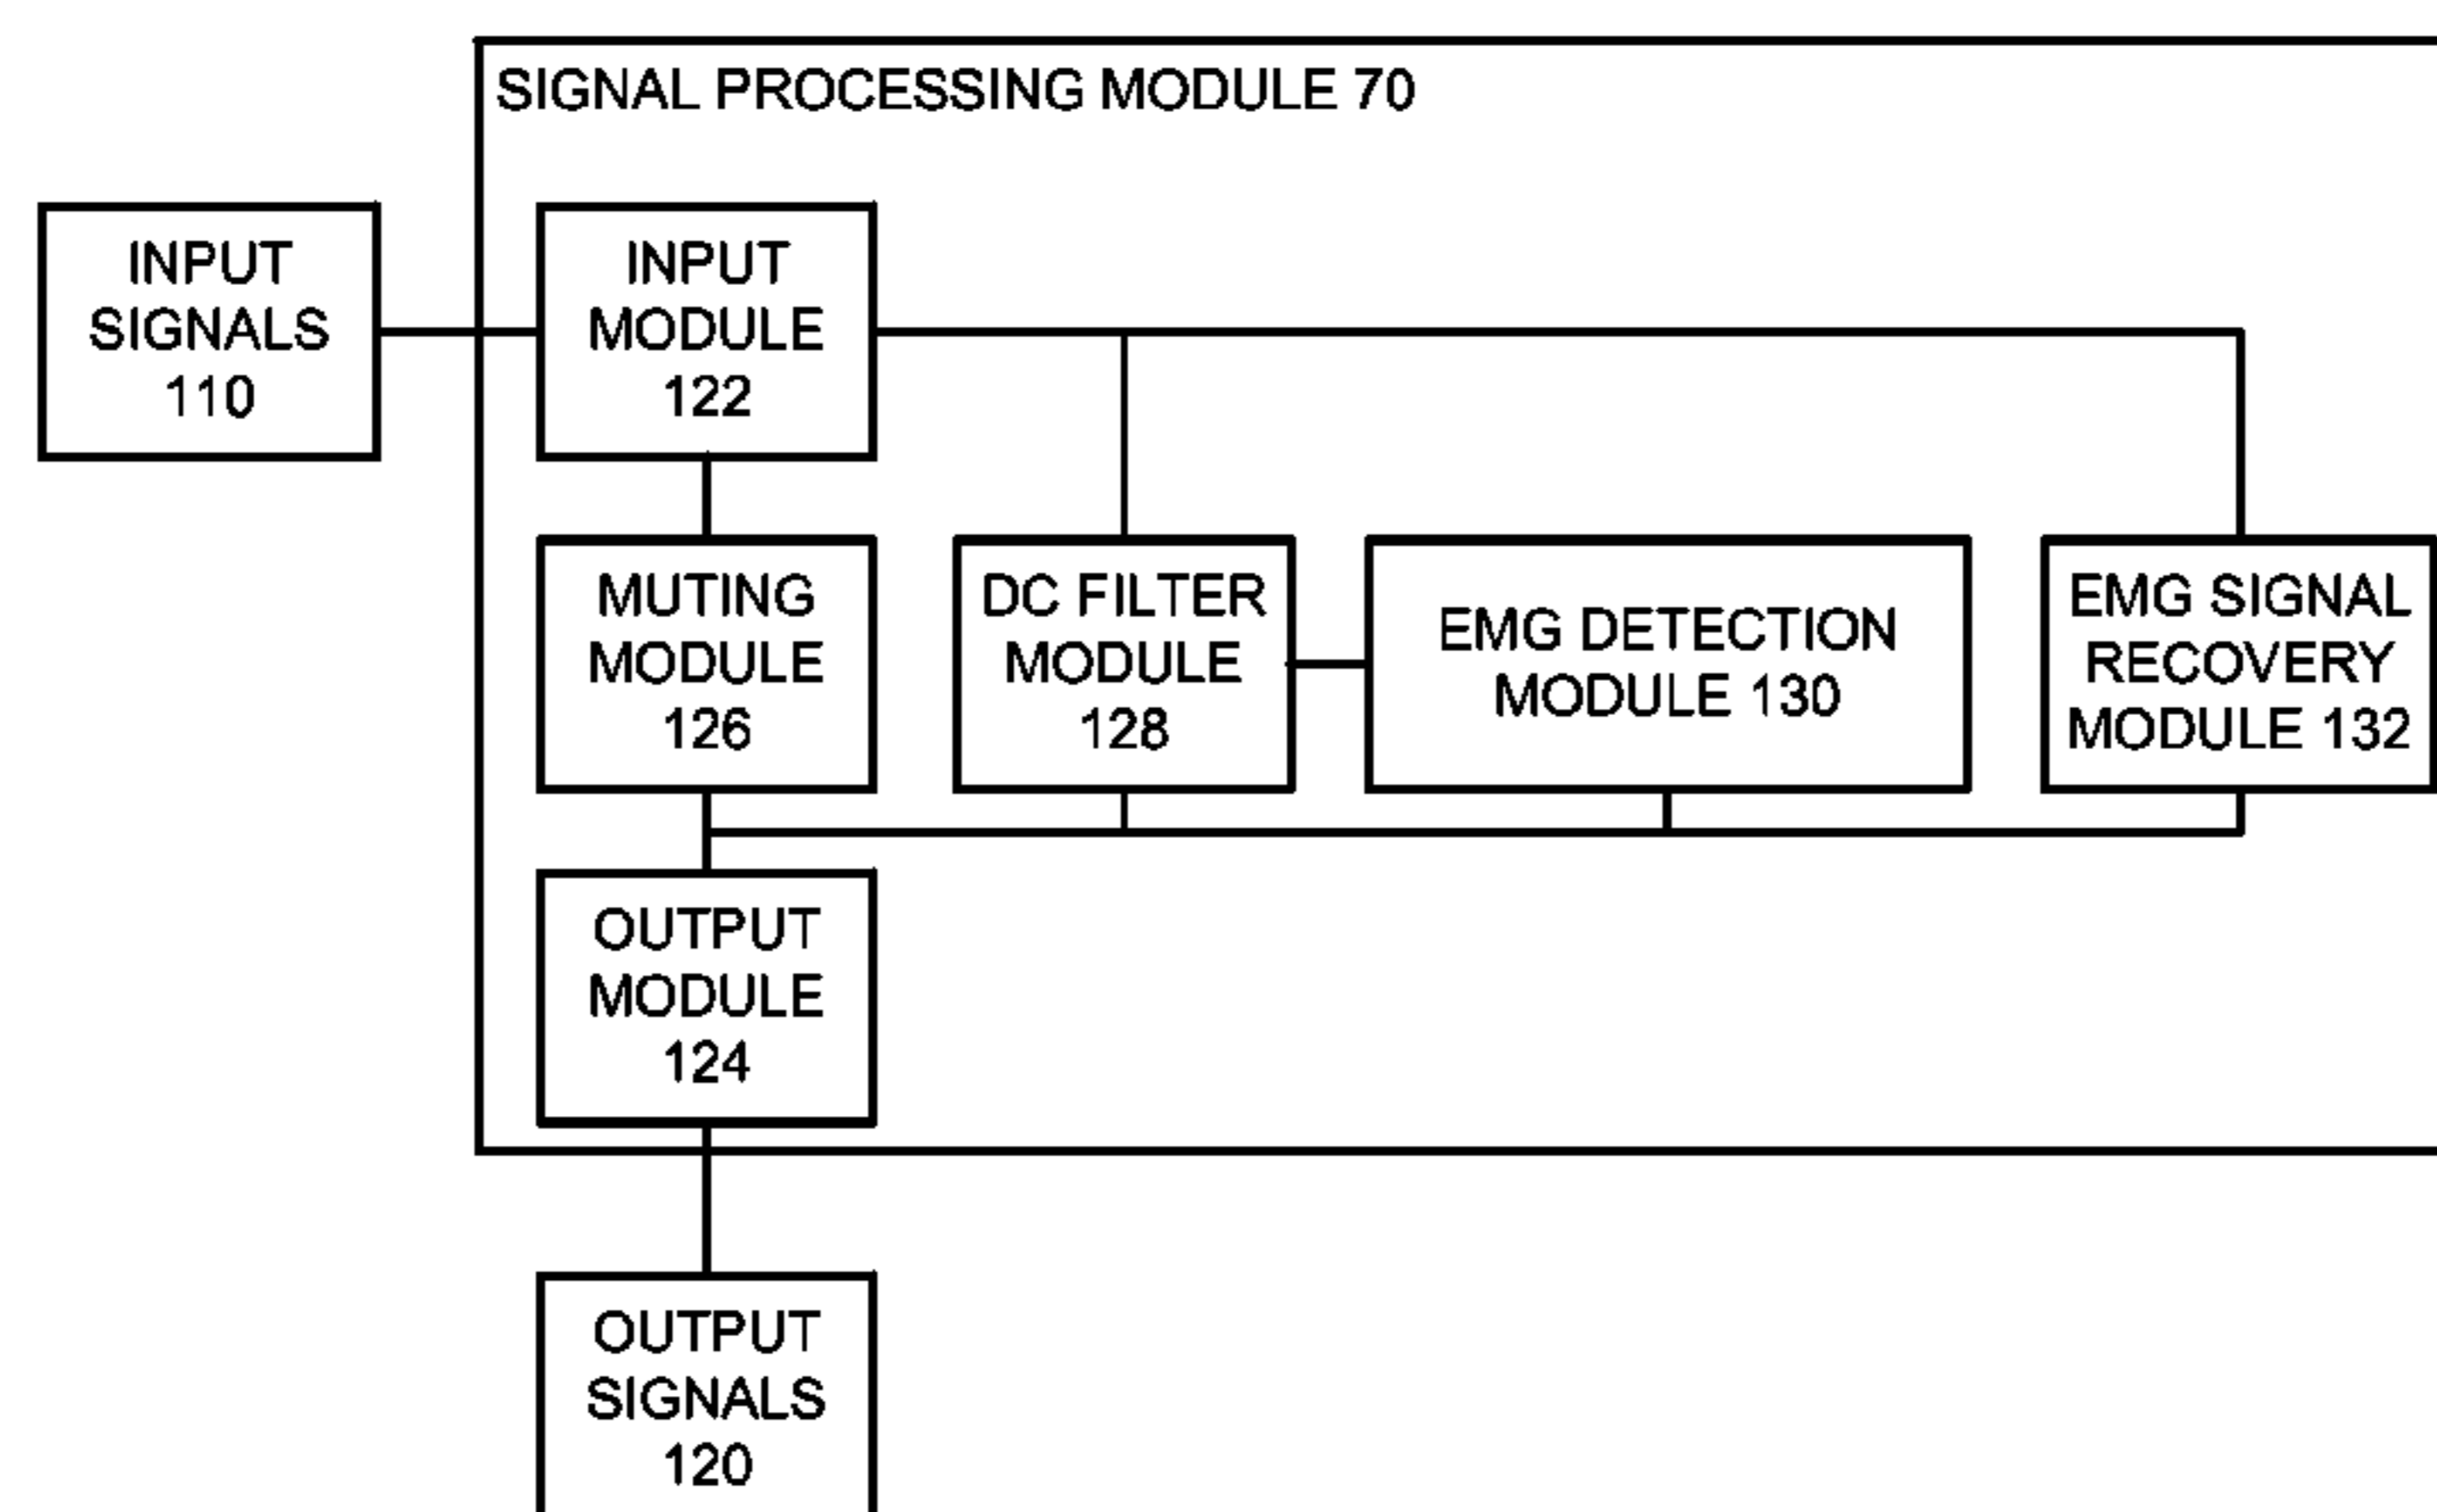 SIGNAL PROCESSING MODULE 70
INPUT
SIGNALS
110
INPUT
MODULE
122
MUTING
MODULE
126
DC FILTER
MODULE
128
EMG DETECTION
MODULE 130
EMG SIGNAL
RECOVERY
MODULE 132
OUTPUT
MODULE
124
OUTPUT
SIGNALS
120